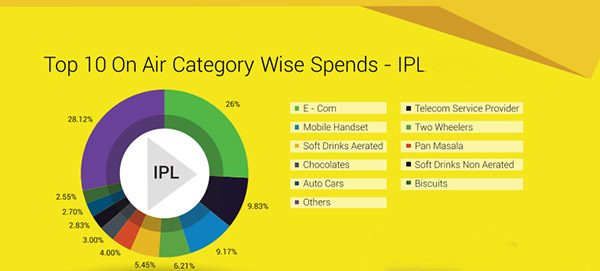 Top 10 On Air Category Wise Spends - IPL
28.12%
26%
IPL
9.83%
9.17%
6.21%
5.45%
4.00%
3.00%
2.83%
2.70%
2.55%
E - Com
Telecom Service Provider
Mobile Handset
Two Wheelers
Soft Drinks Aerated
Pan Masala
Chocolates
Soft Drinks Non Aerated
Auto Cars
Biscuits
Others